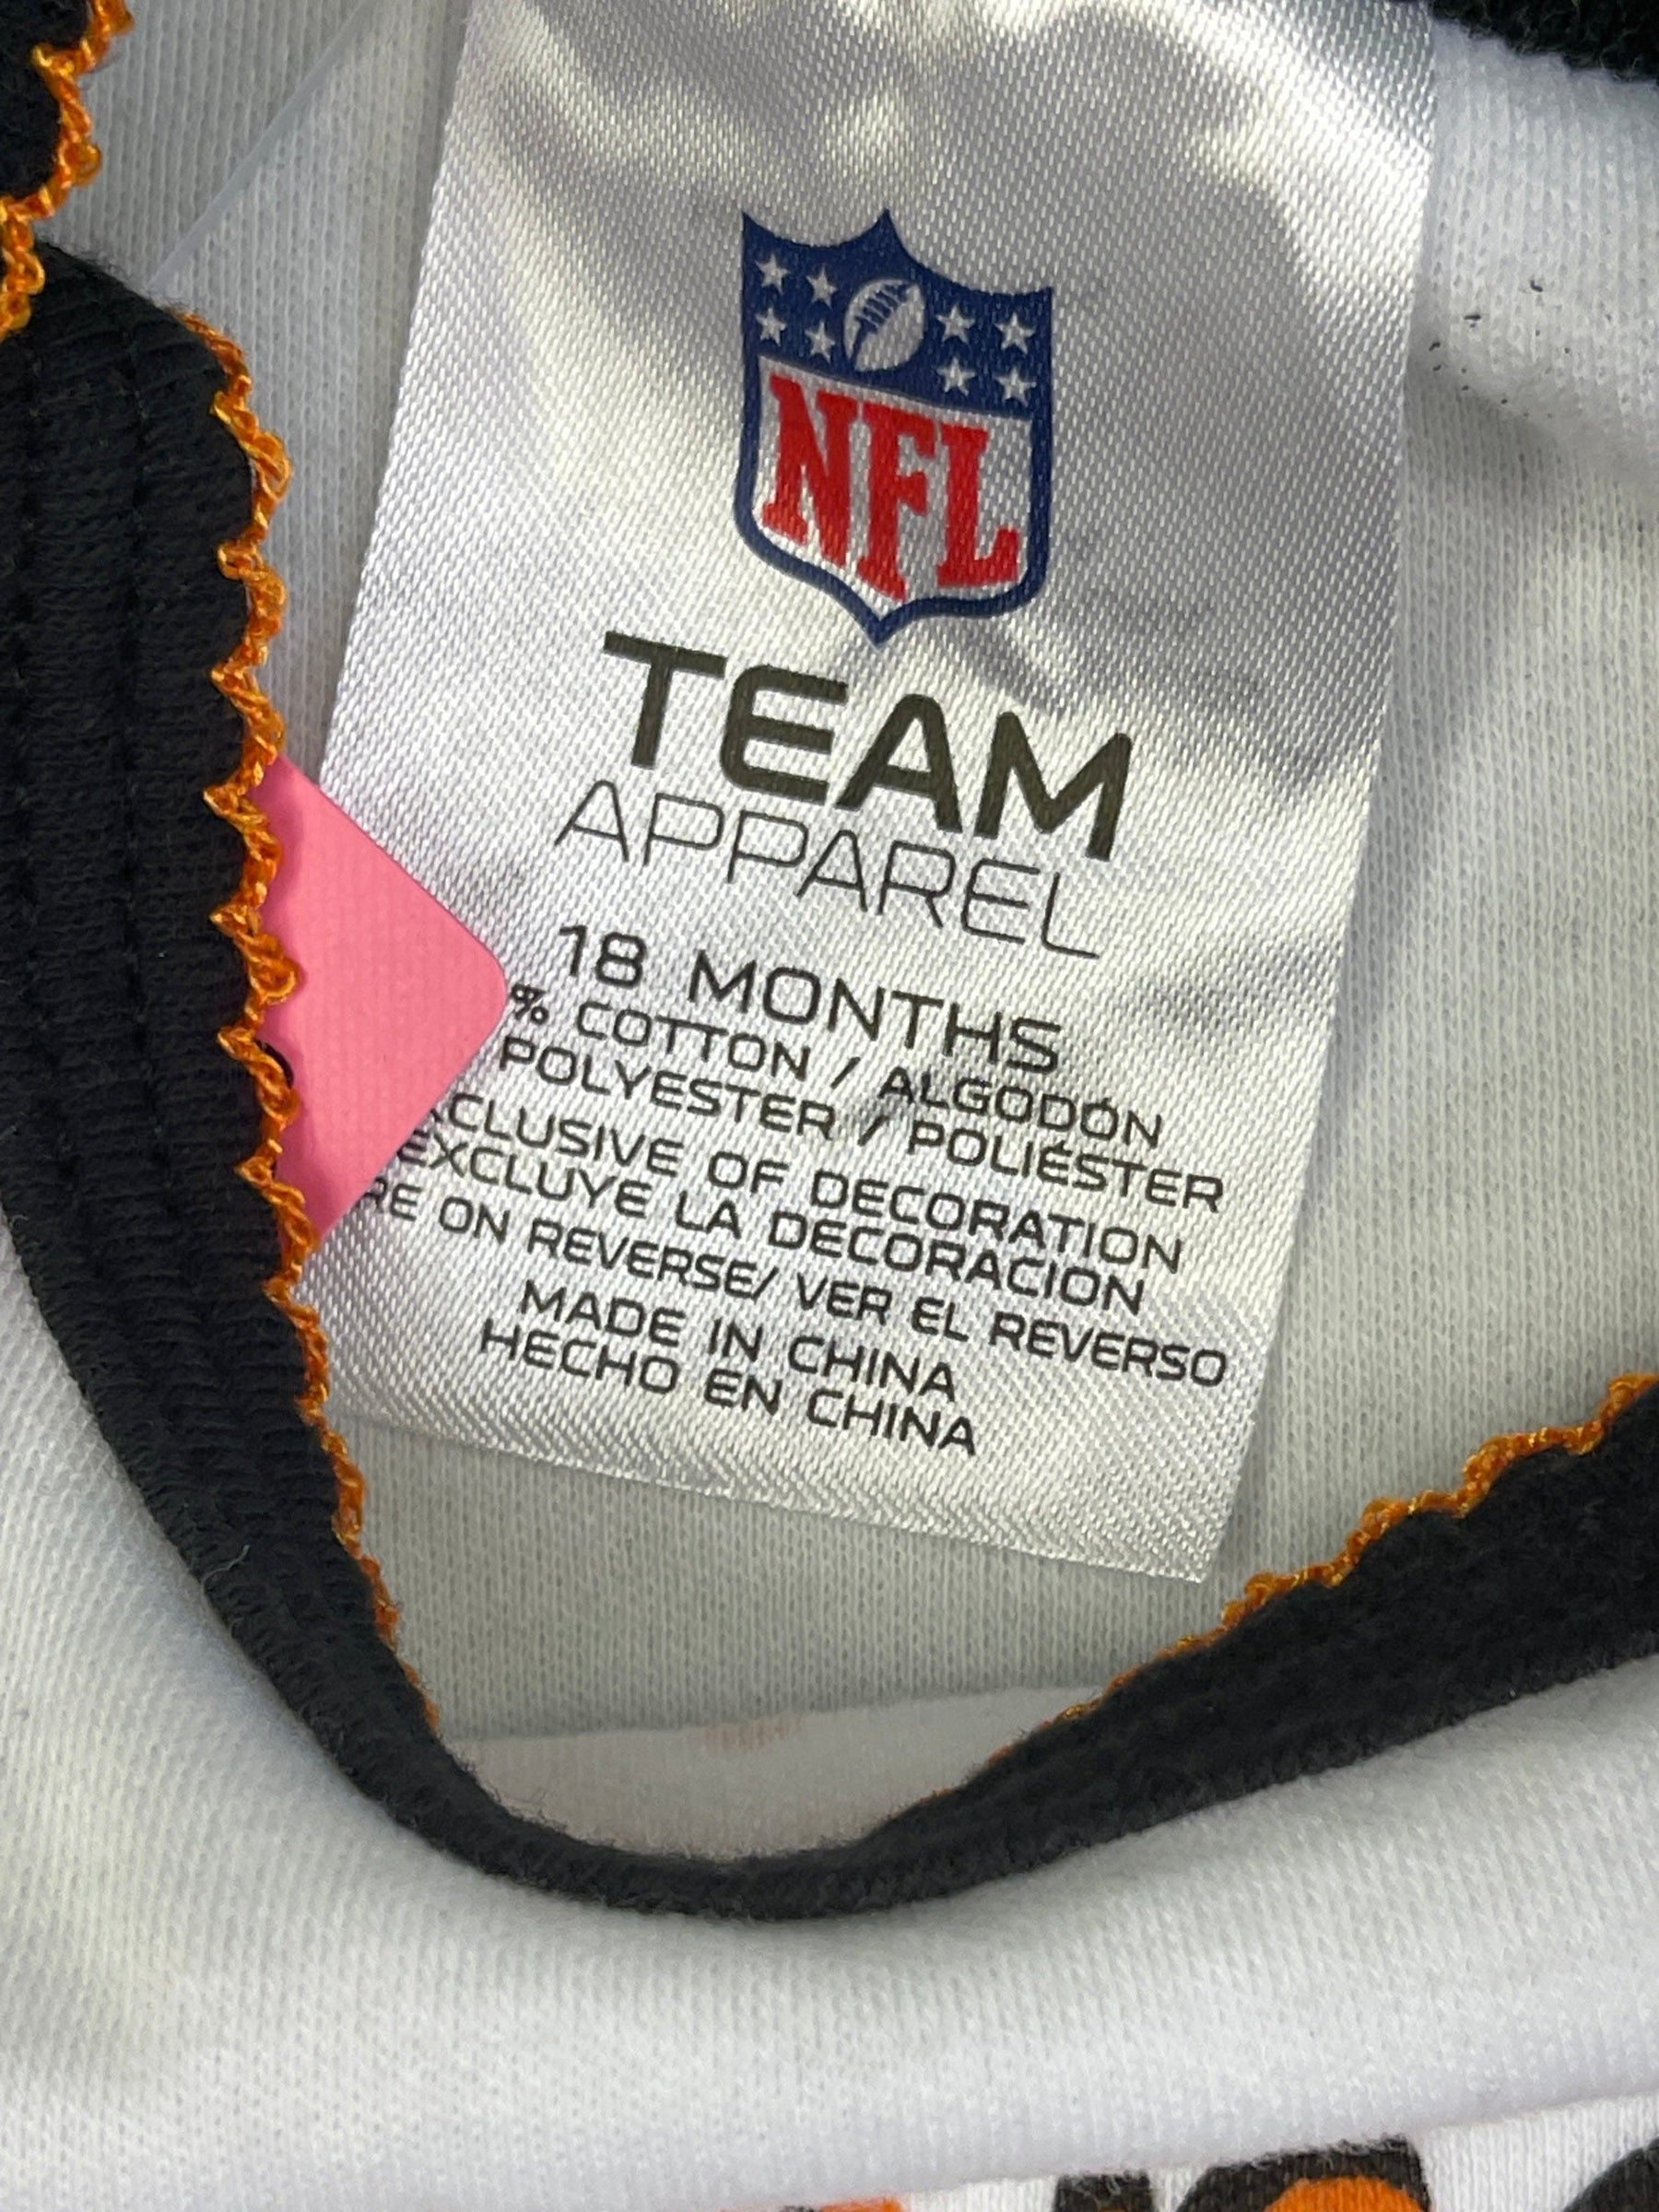 NFL
TEAM
APPAREL
18 MONTHS
% COTTON / ALGODÓN
POLYESTER / POLIÉSTER
OF DECORATION
EXCLUYE LA DECORACION
ON REVERSE/ VER EL REVERSO
MADE IN CHINA
HECHO EN CHINA